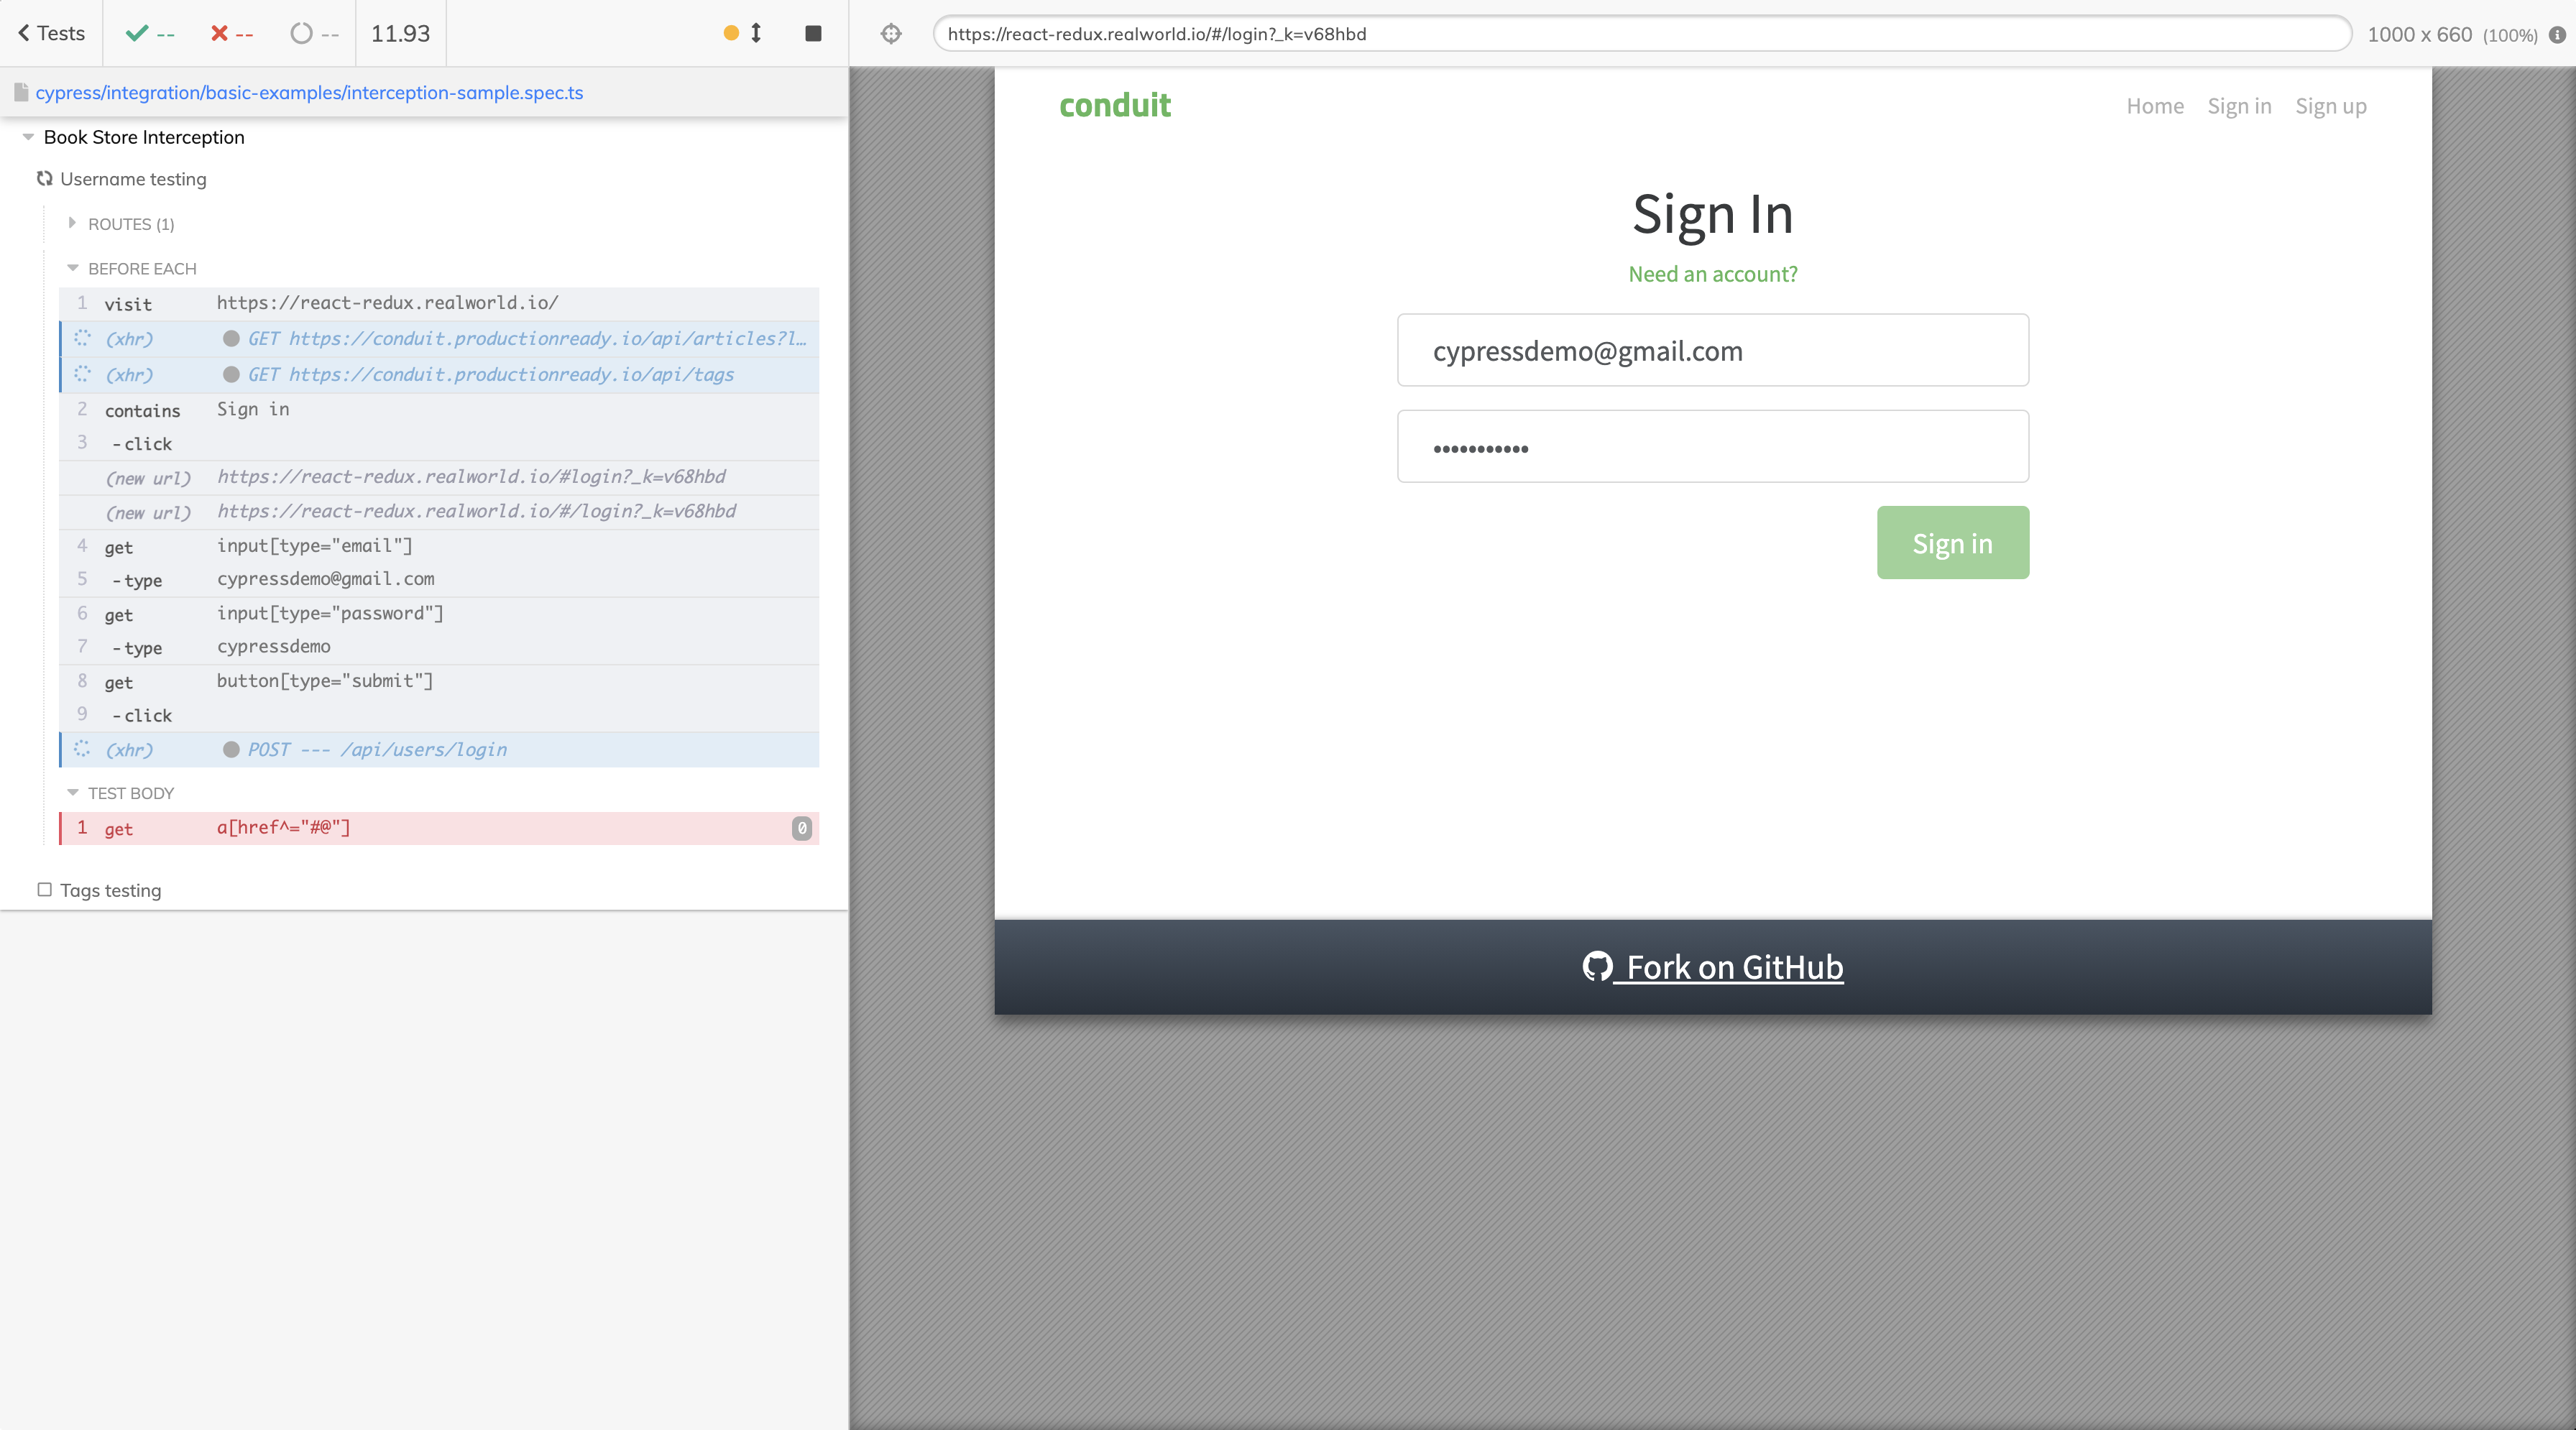 Tests
--
--
--
11.93
https://react-redux.realworld.io/#/login?_k=v68hbd
1000 x 660 (100%)
cypress/integration/basic-examples/interception-sample.spec.ts
Book Store Interception
Username testing
ROUTES (1)
BEFORE EACH
1 visit https://react-redux.realworld.io/
(xhr) GET https://conduit.productionready.io/api/articles?l…
(xhr) GET https://conduit.productionready.io/api/tags
2 contains Sign in
3 -click
(new url) https://react-redux.realworld.io/#login?_k=v68hbd
(new url) https://react-redux.realworld.io/#/login?_k=v68hbd
4 get input[type="email"]
5 -type cypressdemo@gmail.com
6 get input[type="password"]
7 -type cypressdemo
8 get button[type="submit"]
9 -click
(xhr) POST --- /api/users/login
TEST BODY
1 get a[href^="#@"] 0
Tags testing
conduit
Home Sign in Sign up
Sign In
Need an account?
cypressdemo@gmail.com
•••••••••••
Sign in
Fork on GitHub